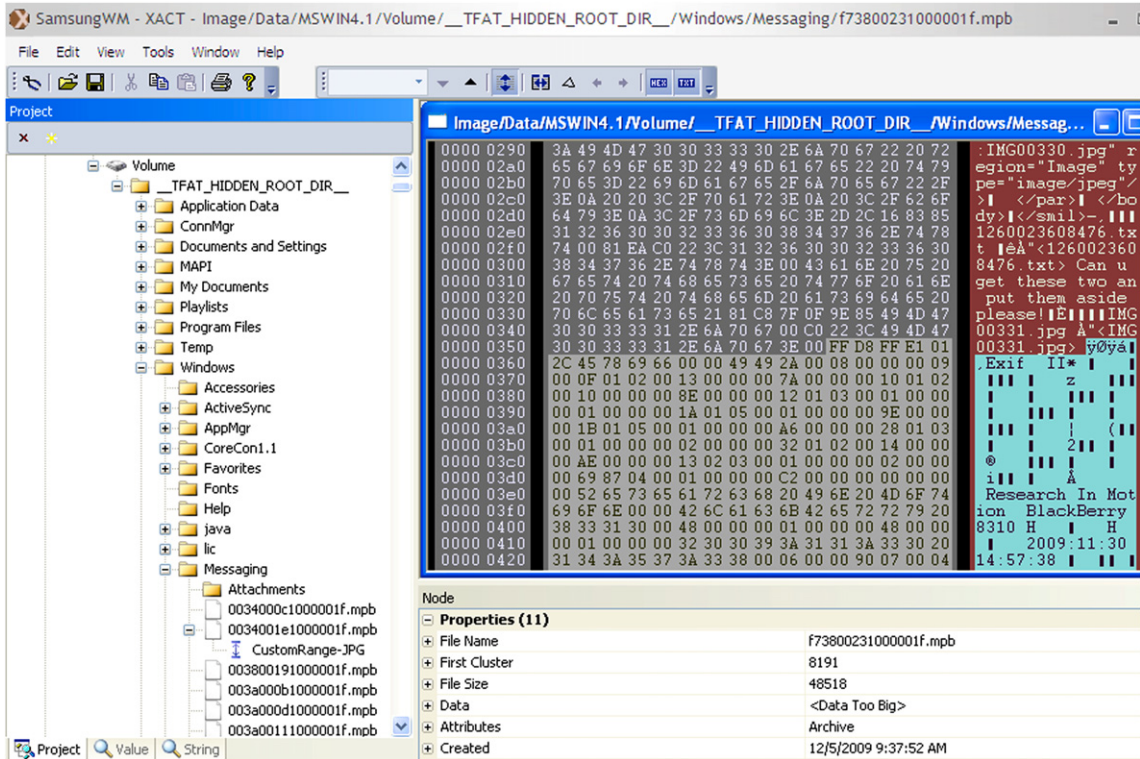 SamsungWM - XACT - Image/Data/MSWIN4.1/Volume/__TFAT_HIDDEN_ROOT_DIR__/Windows/Messaging/f73800231000001f.mpb
File Edit View Tools Window Help
HEX TXT
Project
Volume
__TFAT_HIDDEN_ROOT_DIR__
Application Data
ConnMgr
Documents and Settings
MAPI
My Documents
Playlists
Program Files
Temp
Windows
Accessories
ActiveSync
AppMgr
CoreCon1.1
Favorites
Fonts
Help
java
lic
Messaging
Attachments
0034000c1000001f.mpb
0034001e1000001f.mpb
CustomRange-JPG
003800191000001f.mpb
003a000b1000001f.mpb
003a000d1000001f.mpb
003a00111000001f.mpb
Project Value String
Image/Data/MSWIN4.1/Volume/__TFAT_HIDDEN_ROOT_DIR__/Windows/Messag...
0000 0290 3A 49 4D 47 30 30 33 33 30 2E 6A 70 67 22 20 72 :IMG00330.jpg" r
0000 02a0 65 67 69 6F 6E 3D 22 49 6D 61 67 65 22 20 74 79 egion="Image" ty
0000 02b0 70 65 3D 22 69 6D 61 67 65 2F 6A 70 65 67 22 2F pe="image/jpeg"/
0000 02c0 3E 0A 20 20 3C 2F 70 61 72 3E 0A 20 3C 2F 62 6F > </par> </bo
0000 02d0 64 79 3E 0A 3C 2F 73 6D 69 6C 3E 2D 2C 16 83 85 dy> </smil>-,
0000 02e0 31 32 36 30 30 32 33 36 30 38 34 37 36 2E 74 78 1260023608476.tx
0000 02f0 74 00 81 EA C0 22 3C 31 32 36 30 30 32 33 36 30 t êÀ"<126002360
0000 0300 38 34 37 36 2E 74 78 74 3E 00 43 61 6E 20 75 20 8476.txt> Can u
0000 0310 67 65 74 20 74 68 65 73 65 20 74 77 6F 20 61 6E get these two an
0000 0320 20 70 75 74 20 74 68 65 6D 20 61 73 69 64 65 20 put them aside
0000 0330 70 6C 65 61 73 65 21 81 C8 7F 0F 9E 85 49 4D 47 please! È IMG
0000 0340 30 30 33 33 31 2E 6A 70 67 00 C0 22 3C 49 4D 47 00331.jpg À"<IMG
0000 0350 30 30 33 33 31 2E 6A 70 67 3E 00 FF D8 FF E1 01 00331.jpg> ÿØÿá
0000 0360 2C 45 78 69 66 00 00 49 49 2A 00 08 00 00 00 09 ,Exif II*
0000 0370 00 0F 01 02 00 13 00 00 00 7A 00 00 00 10 01 02 z
0000 0380 00 10 00 00 00 8E 00 00 00 12 01 03 00 01 00 00
0000 0390 00 01 00 00 00 1A 01 05 00 01 00 00 00 9E 00 00
0000 03a0 00 1B 01 05 00 01 00 00 00 A6 00 00 00 28 01 03 ¦ (
0000 03b0 00 01 00 00 00 02 00 00 00 32 01 02 00 14 00 00 2
0000 03c0 00 AE 00 00 00 13 02 03 00 01 00 00 00 02 00 00 ®
0000 03d0 00 69 87 04 00 01 00 00 00 C2 00 00 00 00 00 00 i Â
0000 03e0 00 52 65 73 65 61 72 63 68 20 49 6E 20 4D 6F 74 Research In Mot
0000 03f0 69 6F 6E 00 00 42 6C 61 63 6B 42 65 72 72 79 20 ion BlackBerry
0000 0400 38 33 31 30 00 48 00 00 00 01 00 00 00 48 00 00 8310 H H
0000 0410 00 01 00 00 00 32 30 30 39 3A 31 31 3A 33 30 20 2009:11:30
0000 0420 31 34 3A 35 37 3A 33 38 00 06 00 00 90 07 00 04 14:57:38
Node
Properties (11)
File Name f73800231000001f.mpb
First Cluster 8191
File Size 48518
Data <Data Too Big>
Attributes Archive
Created 12/5/2009 9:37:52 AM